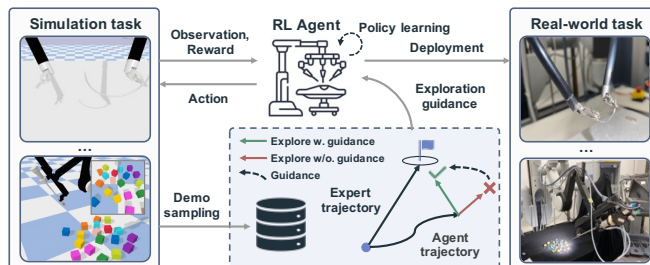 Simulation task
Observation,
Reward
Action
RL Agent
Policy learning
Deployment
Real-world task
Exploration
guidance
...
Demo
sampling
Explore w. guidance
Explore w/o. guidance
Guidance
Expert
trajectory
Agent
trajectory
...